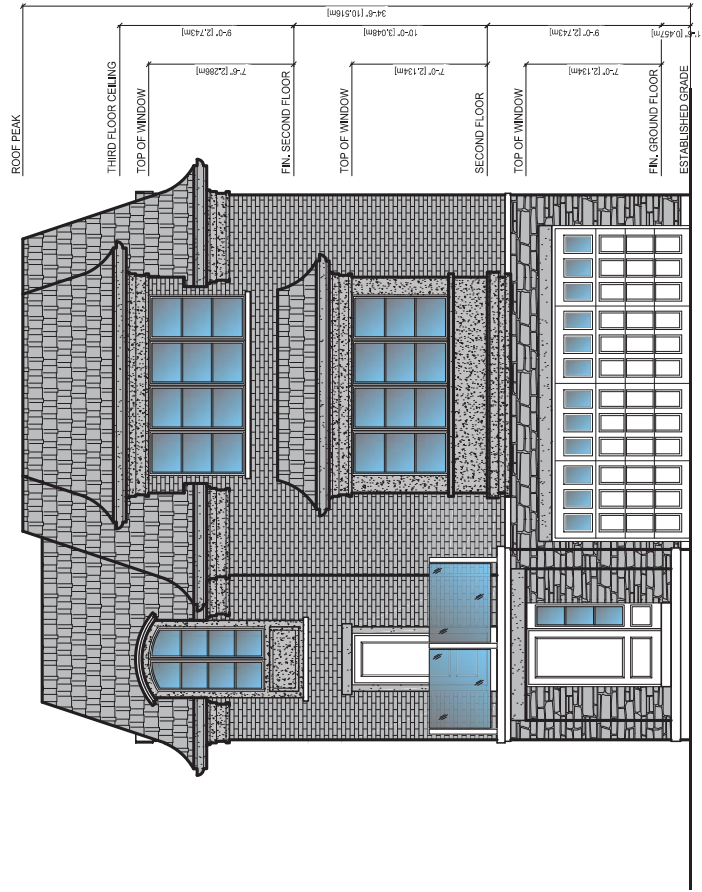 ROOF PEAK
34'-6" [10.516m]
THIRD FLOOR CEILING
9'-0" [2.743m]
TOP OF WINDOW
7'-6" [2.286m]
FIN. SECOND FLOOR
10'-0" [3.048m]
TOP OF WINDOW
7'-0" [2.134m]
SECOND FLOOR
9'-0" [2.743m]
TOP OF WINDOW
7'-0" [2.134m]
FIN. GROUND FLOOR
1'-6" [0.457m]
ESTABLISHED GRADE